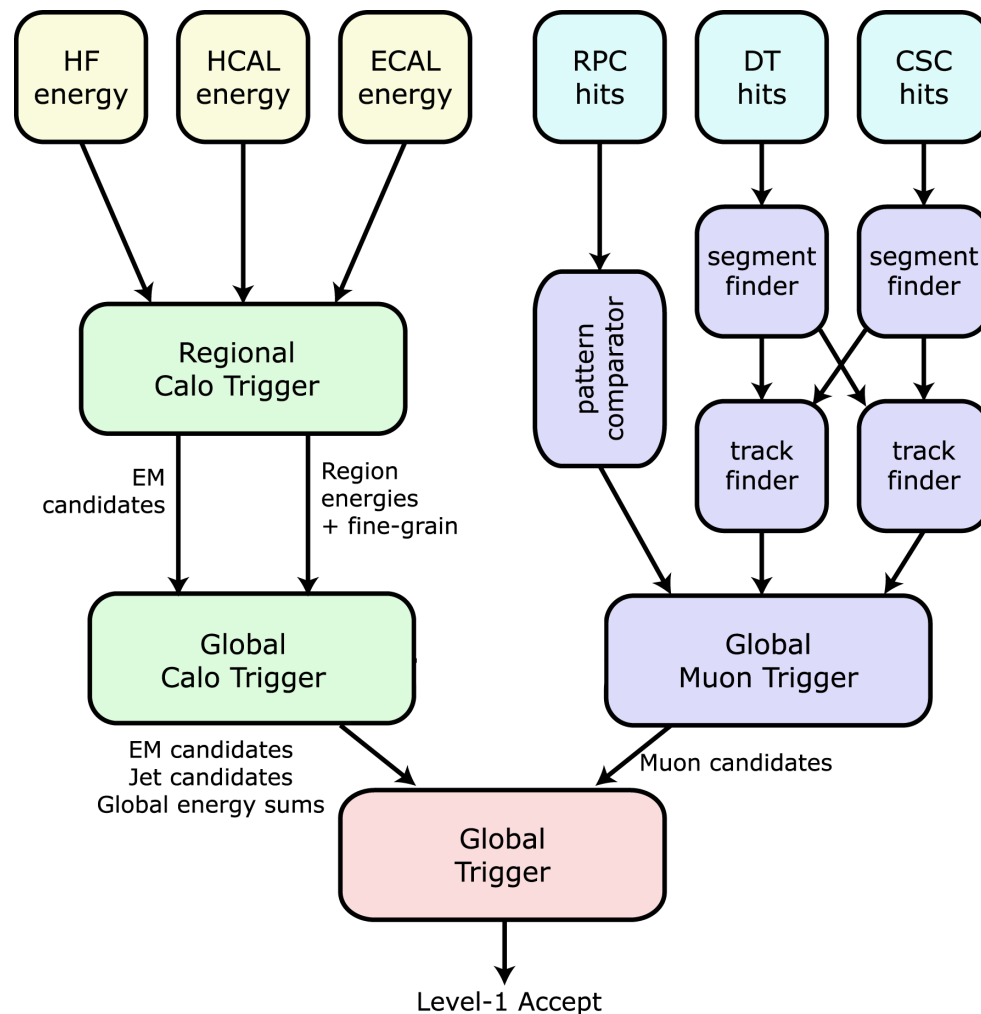 HF
energy
HCAL
energy
ECAL
energy
RPC
hits
DT
hits
CSC
hits
segment
finder
segment
finder
pattern
comparator
Regional
Calo Trigger
track
finder
track
finder
EM
candidates
Region
energies
+ fine-grain
Global
Calo Trigger
Global
Muon Trigger
EM candidates
Jet candidates
Global energy sums
Muon candidates
Global
Trigger
Level-1 Accept